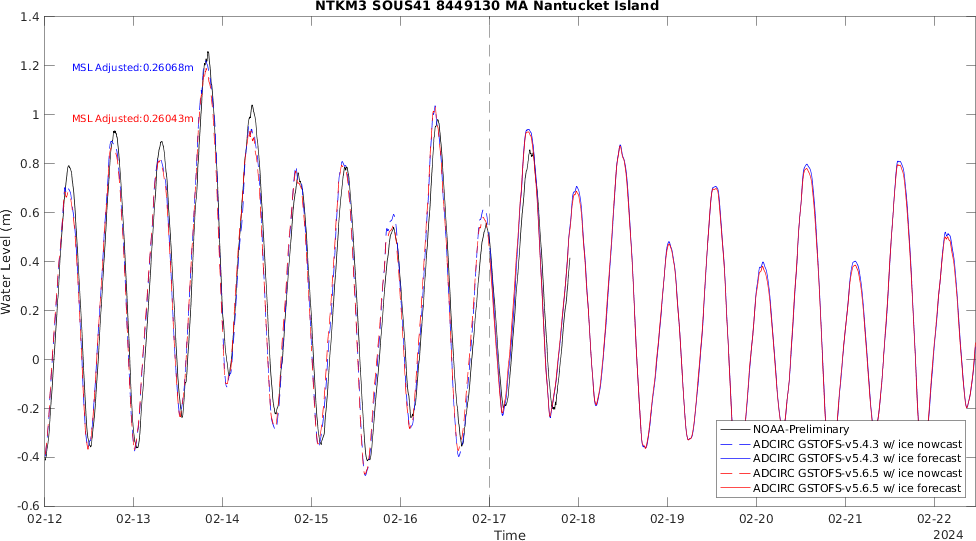 NTKM3 SOUS41 8449130 MA Nantucket Island
1.4
1.2
1
0.8
0.6
0.4
0.2
0
-0.2
-0.4
-0.6
Water Level (m)
MSL Adjusted:0.26068m
MSL Adjusted:0.26043m
NOAA-Preliminary
ADCIRC GSTOFS-v5.4.3 w/ ice nowcast
ADCIRC GSTOFS-v5.4.3 w/ ice forecast
ADCIRC GSTOFS-v5.6.5 w/ ice nowcast
ADCIRC GSTOFS-v5.6.5 w/ ice forecast
02-12 02-13 02-14 02-15 02-16 02-17 02-18 02-19 02-20 02-21 02-22
Time
2024